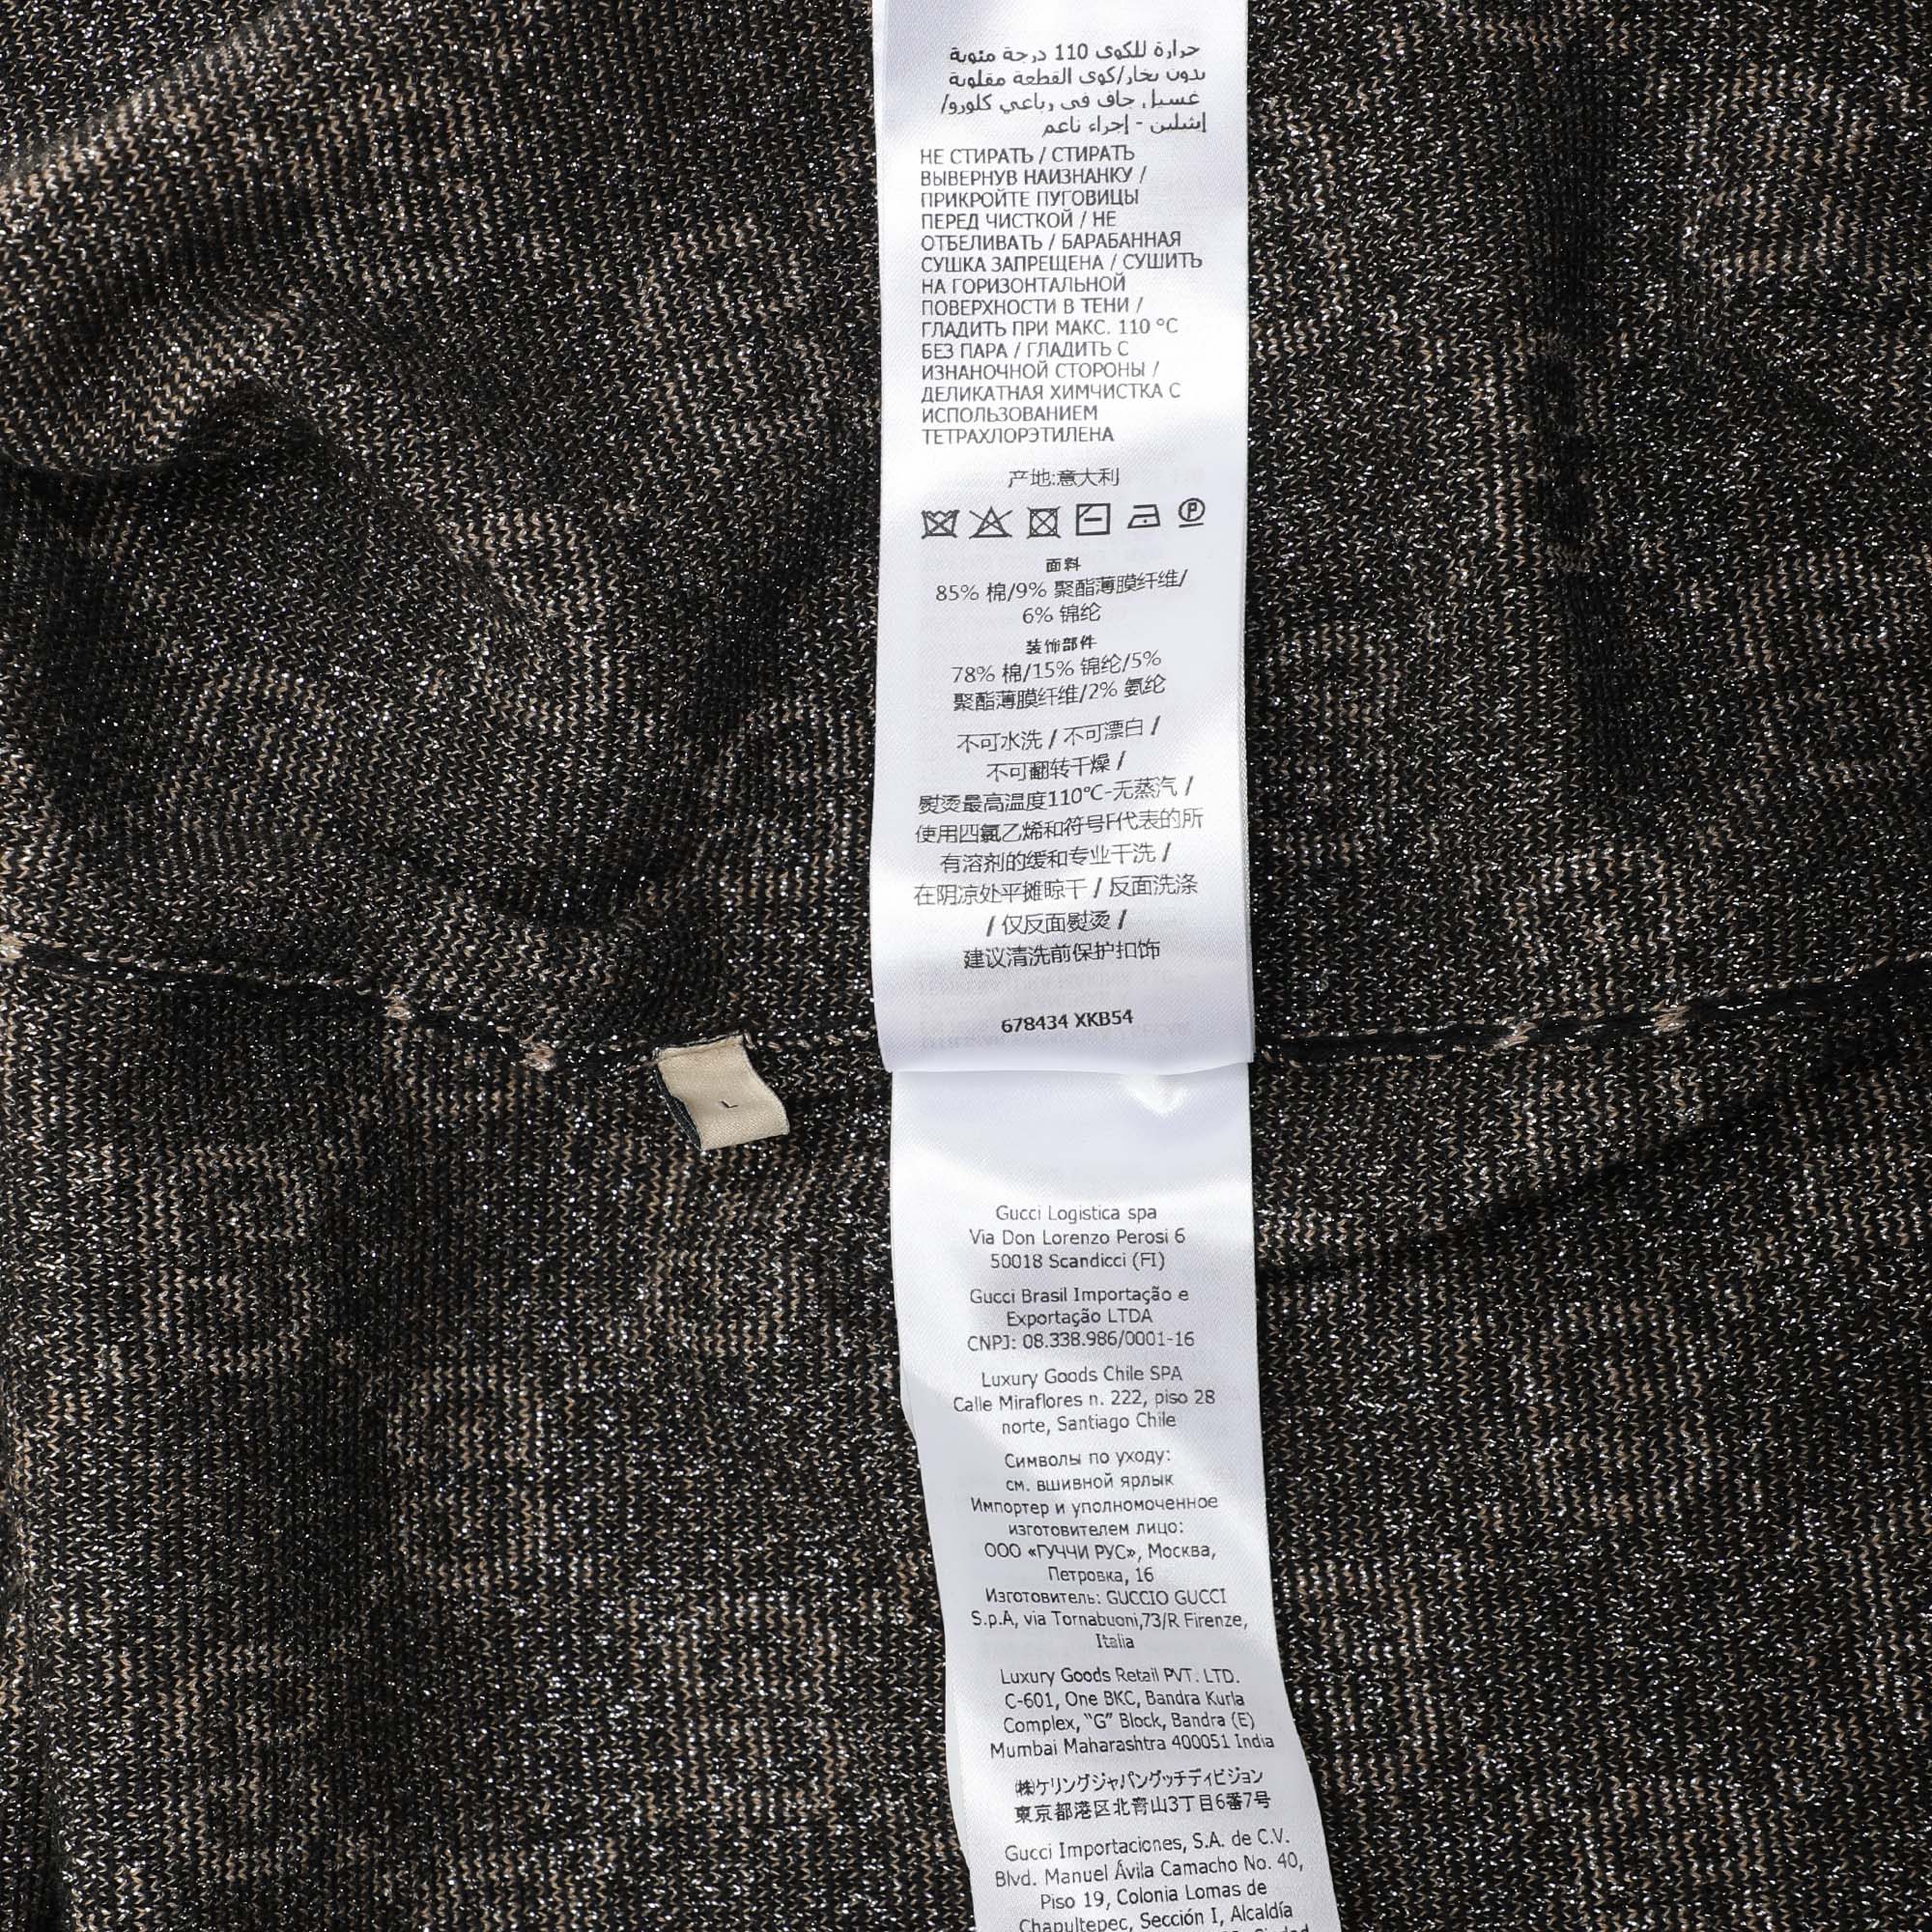 حرارة للكوي 110 درجة مئوية
بدون بخار/كوي القطعة مقلوبة
غسيل جاف في رباعي كلورو/
إيثيلين - إجراء ناعم
НЕ СТИРАТЬ / СТИРАТЬ
ВЫВЕРНУВ НАИЗНАНКУ /
ПРИКРОЙТЕ ПУГОВИЦЫ
ПЕРЕД ЧИСТКОЙ / НЕ
ОТБЕЛИВАТЬ / БАРАБАННАЯ
СУШКА ЗАПРЕЩЕНА / СУШИТЬ
НА ГОРИЗОНТАЛЬНОЙ
ПОВЕРХНОСТИ В ТЕНИ /
ГЛАДИТЬ ПРИ МАКС. 110 °C
БЕЗ ПАРА / ГЛАДИТЬ С
ИЗНАНОЧНОЙ СТОРОНЫ /
ДЕЛИКАТНАЯ ХИМЧИСТКА С
ИСПОЛЬЗОВАНИЕМ
ТЕТРАХЛОРЭТИЛЕНА
产地:意大利
P
面料
85% 棉/9% 聚酯薄膜纤维/
6% 锦纶
装饰部件
78% 棉/15% 锦纶/5%
聚酯薄膜纤维/2% 氨纶
不可水洗 / 不可漂白 /
不可翻转干燥 /
熨烫最高温度110°C-无蒸汽 /
使用四氯乙烯和符号F代表的所
有溶剂的缓和专业干洗 /
在阴凉处平摊晾干 / 反面洗涤
/ 仅反面熨烫 /
建议清洗前保护扣饰
678434 XKB54
L
Gucci Logistica spa
Via Don Lorenzo Perosi 6
50018 Scandicci (FI)
Gucci Brasil Importação e
Exportação LTDA
CNPJ: 08.338.986/0001-16
Luxury Goods Chile SPA
Calle Miraflores n. 222, piso 28
norte, Santiago Chile
Символы по уходу:
см. вшивной ярлык
Импортер и уполномоченное
изготовителем лицо:
ООО «ГУЧЧИ РУС», Москва,
Петровка, 16
Изготовитель: GUCCIO GUCCI
S.p.A, via Tornabuoni,73/R Firenze,
Italia
Luxury Goods Retail PVT. LTD.
C-601, One BKC, Bandra Kurla
Complex, "G" Block, Bandra (E)
Mumbai Maharashtra 400051 India
㈱ケリングジャパングッチディビジョン
東京都港区北青山3丁目6番7号
Gucci Importaciones, S.A. de C.V.
Blvd. Manuel Ávila Camacho No. 40,
Piso 19, Colonia Lomas de
Chapultepec, Sección I, Alcaldía